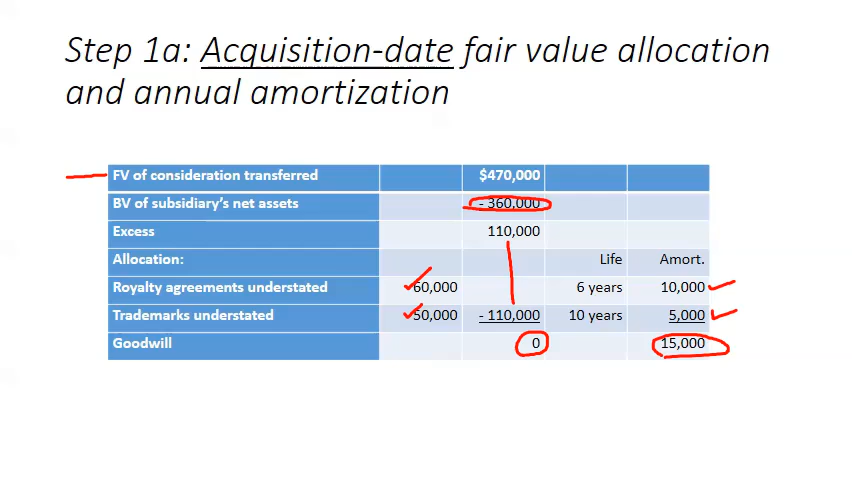 Step 1a: Acquisition-date fair value allocation
and annual amortization
FV of consideration transferred $470,000
BV of subsidiary's net assets - 360,000
Excess 110,000
Allocation: Life Amort.
Royalty agreements understated 60,000 6 years 10,000
Trademarks understated 50,000 - 110,000 10 years 5,000
Goodwill 0 15,000